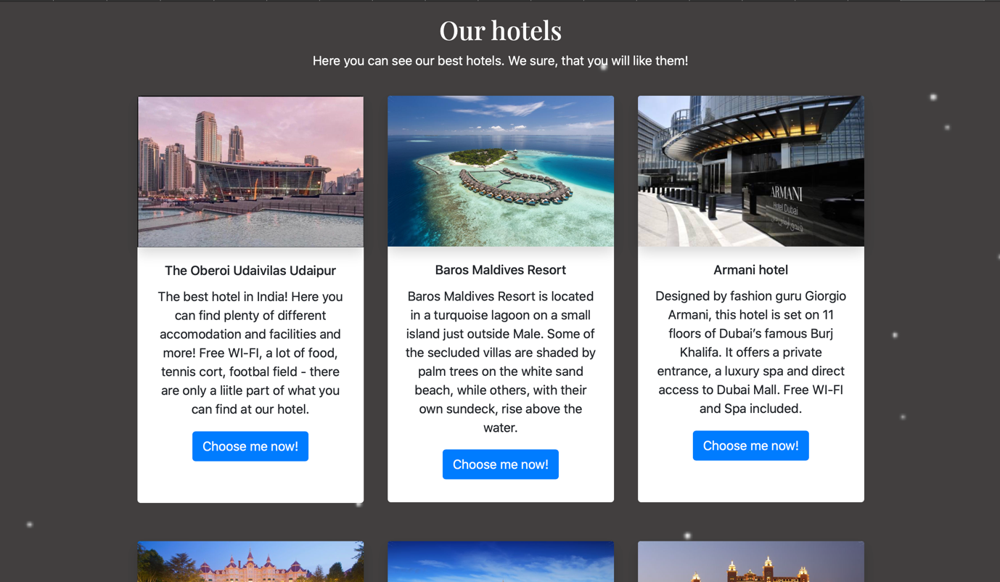 Our hotels
Here you can see our best hotels. We sure, that you will like them!
ARMANI
Hotel Dubai
The Oberoi Udaivilas Udaipur
The best hotel in India! Here you
can find plenty of different
accomodation and facilities and
more! Free WI-FI, a lot of food,
tennis cort, footbal field - there
are only a liitle part of what you
can find at our hotel.
Choose me now!
Baros Maldives Resort
Baros Maldives Resort is located
in a turquoise lagoon on a small
island just outside Male. Some of
the secluded villas are shaded by
palm trees on the white sand
beach, while others, with their
own sundeck, rise above the
water.
Choose me now!
Armani hotel
Designed by fashion guru Giorgio
Armani, this hotel is set on 11
floors of Dubai’s famous Burj
Khalifa. It offers a private
entrance, a luxury spa and direct
access to Dubai Mall. Free WI-FI
and Spa included.
Choose me now!